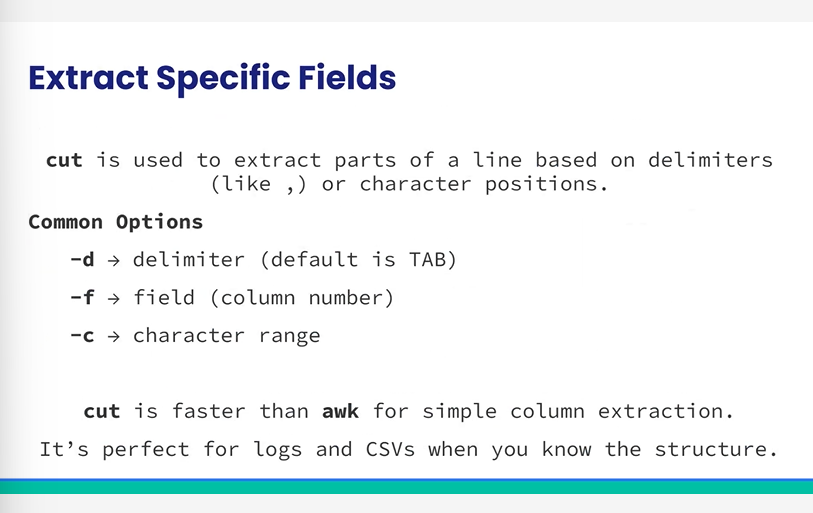 Extract Specific Fields
cut is used to extract parts of a line based on delimiters
(like ,) or character positions.
Common Options
-d → delimiter (default is TAB)
-f → field (column number)
-c → character range
cut is faster than awk for simple column extraction.
It’s perfect for logs and CSVs when you know the structure.